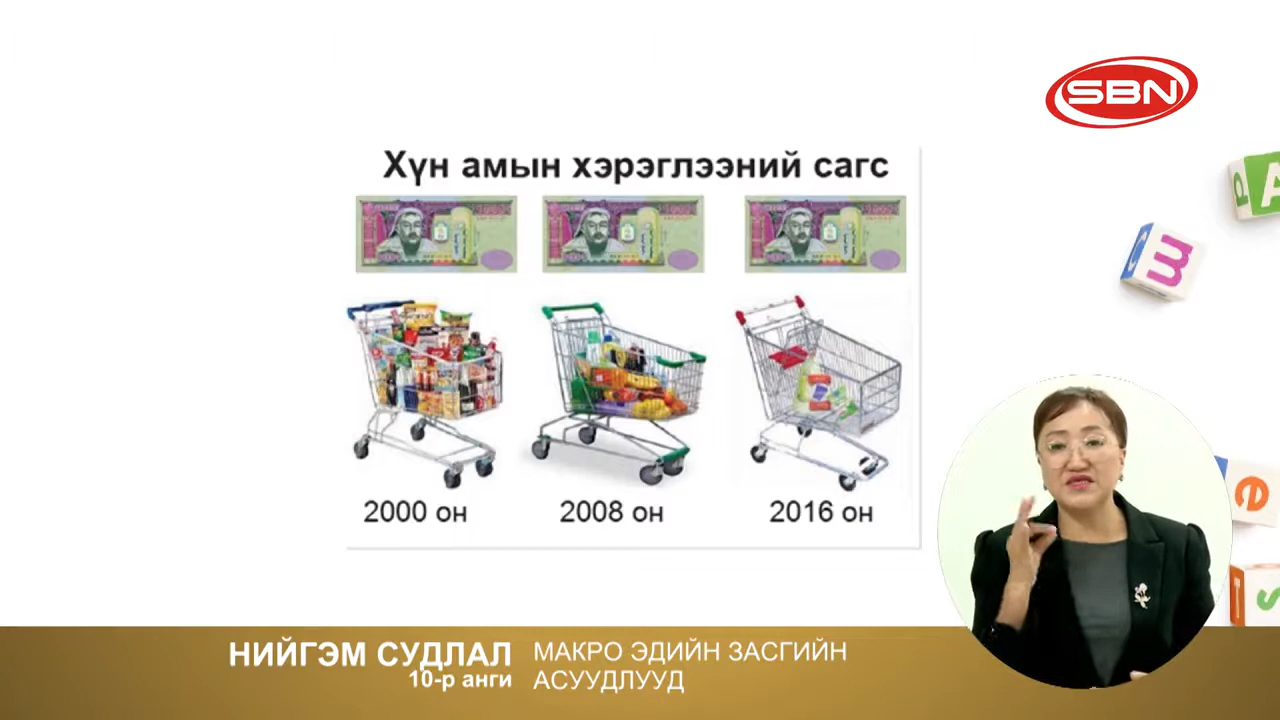 SBN
Хүн амын хэрэглээний сагс
2000 он
2008 он
2016 он
НИЙГЭМ СУДЛАЛ
10-р анги
МАКРО ЭДИЙН ЗАСГИЙН
АСУУДЛУУД